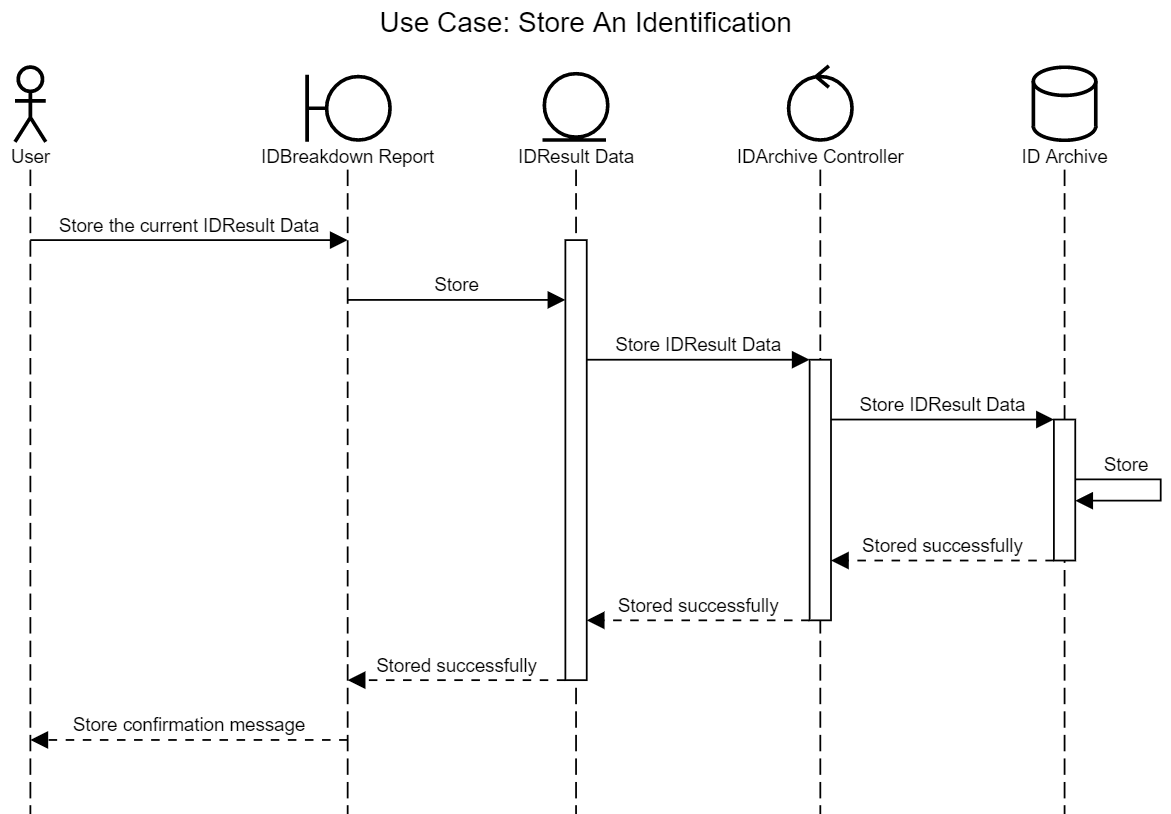 Use Case: Store An Identification
User
IDBreakdown Report
IDResult Data
IDArchive Controller
ID Archive
Store the current IDResult Data
Store
Store IDResult Data
Store IDResult Data
Store
Stored successfully
Stored successfully
Stored successfully
Store confirmation message